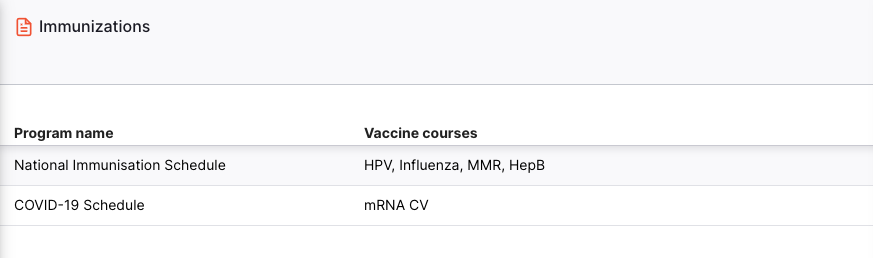 Immunizations
Program name Vaccine courses
National Immunisation Schedule HPV, Influenza, MMR, HepB
COVID-19 Schedule mRNA CV